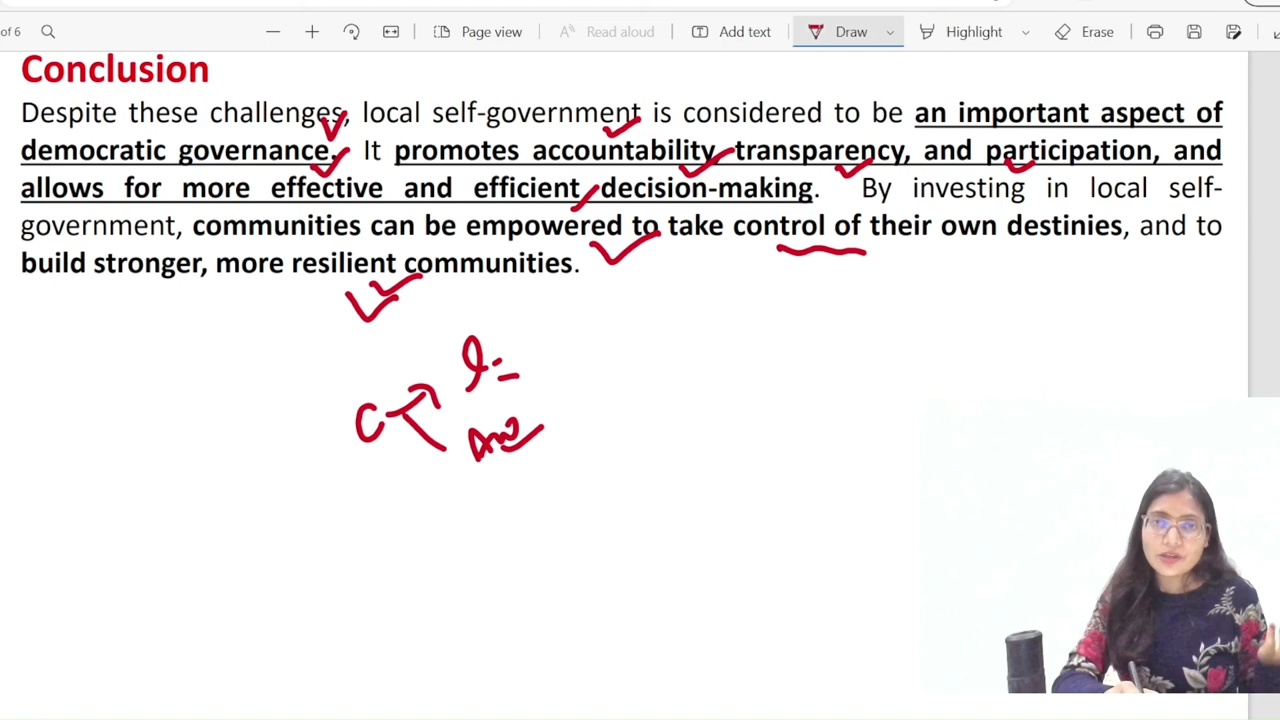 of 6
Page view
Read aloud
Add text
Draw
Highlight
Erase
Conclusion
Despite these challenges, local self-government is considered to be an important aspect of
democratic governance. It promotes accountability, transparency, and participation, and
allows for more effective and efficient decision-making. By investing in local self-
government, communities can be empowered to take control of their own destinies, and to
build stronger, more resilient communities.
C
Ans